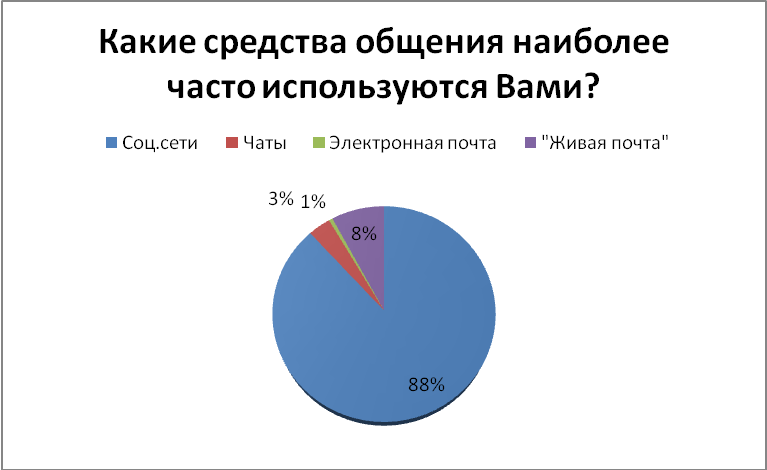 Какие средства общения наиболее
часто используются Вами?
Соц.сети Чаты Электронная почта "Живая почта"
3% 1%
8%
88%